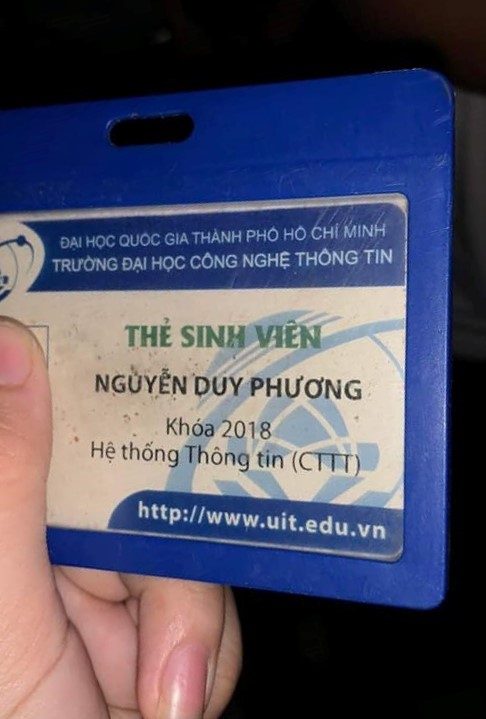 ĐẠI HỌC QUỐC GIA THÀNH PHỐ HỒ CHÍ MINH
TRƯỜNG ĐẠI HỌC CÔNG NGHỆ THÔNG TIN
THẺ SINH VIÊN
NGUYỄN DUY PHƯƠNG
Khóa 2018
Hệ thống Thông tin (CTTT)
http://www.uit.edu.vn